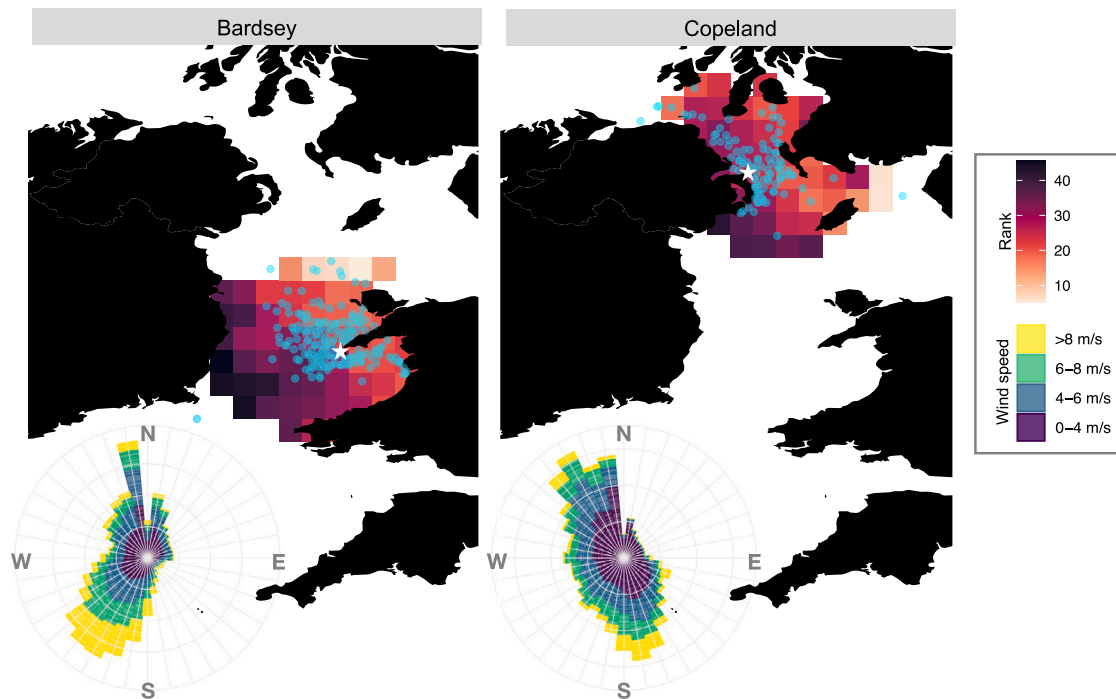 Bardsey
Copeland
Rank
40
30
20
10
Wind speed
>8 m/s
6–8 m/s
4–6 m/s
0–4 m/s
N
W
E
S
N
W
E
S